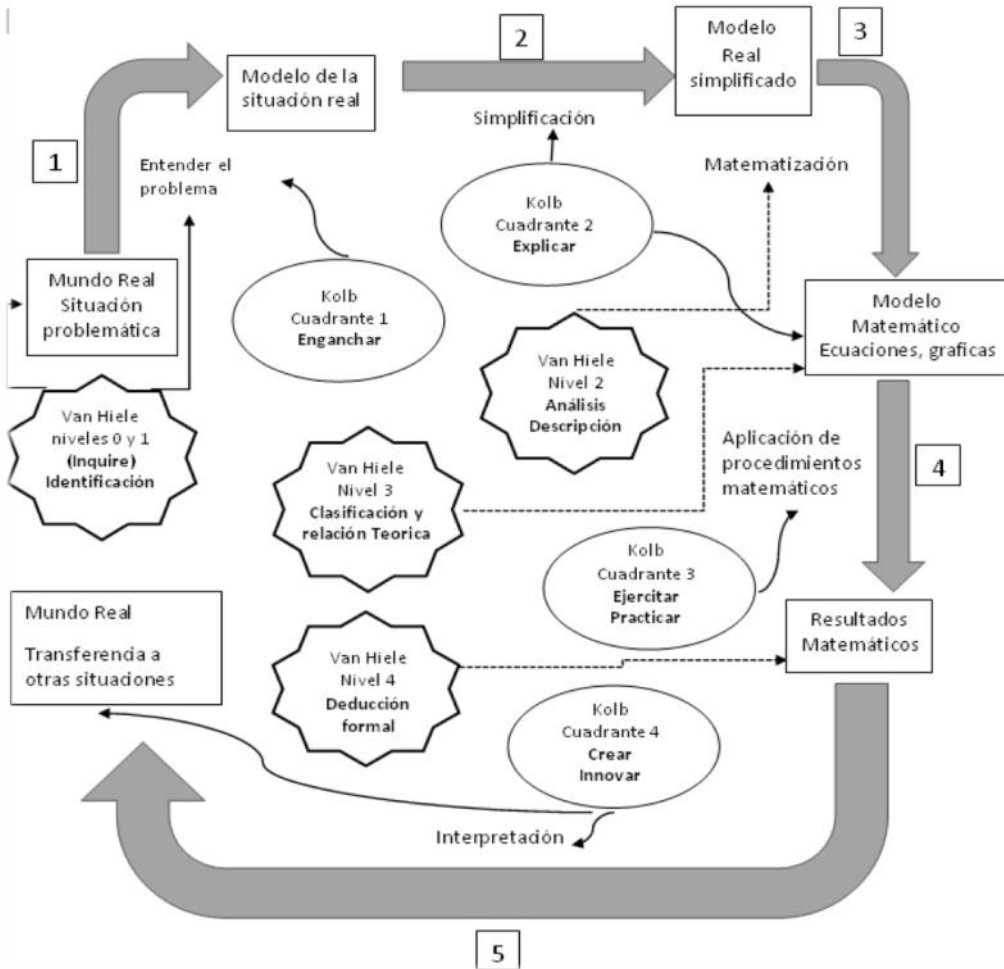 2
Modelo
Real
simplificado
3
Modelo de la
situación real
1
Simplificación
Entender el
problema
Matematización
Kolb
Cuadrante 2
Explicar
Mundo Real
Situación
problemática
Kolb
Cuadrante 1
Enganchar
Modelo
Matemático
Ecuaciones, graficas
Van Hiele
Nivel 2
Análisis
Descripción
Van Hiele
niveles 0 y 1
(Inquire)
Identificación
Van Hiele
Nivel 3
Clasificación y
relación Teorica
Aplicación de
procedimientos
matemáticos
4
Kolb
Cuadrante 3
Ejercitar
Practicar
Mundo Real
Transferencia a
otras situaciones
Resultados
Matemáticos
Van Hiele
Nivel 4
Deducción
formal
Kolb
Cuadrante 4
Crear
Innovar
Interpretación
5